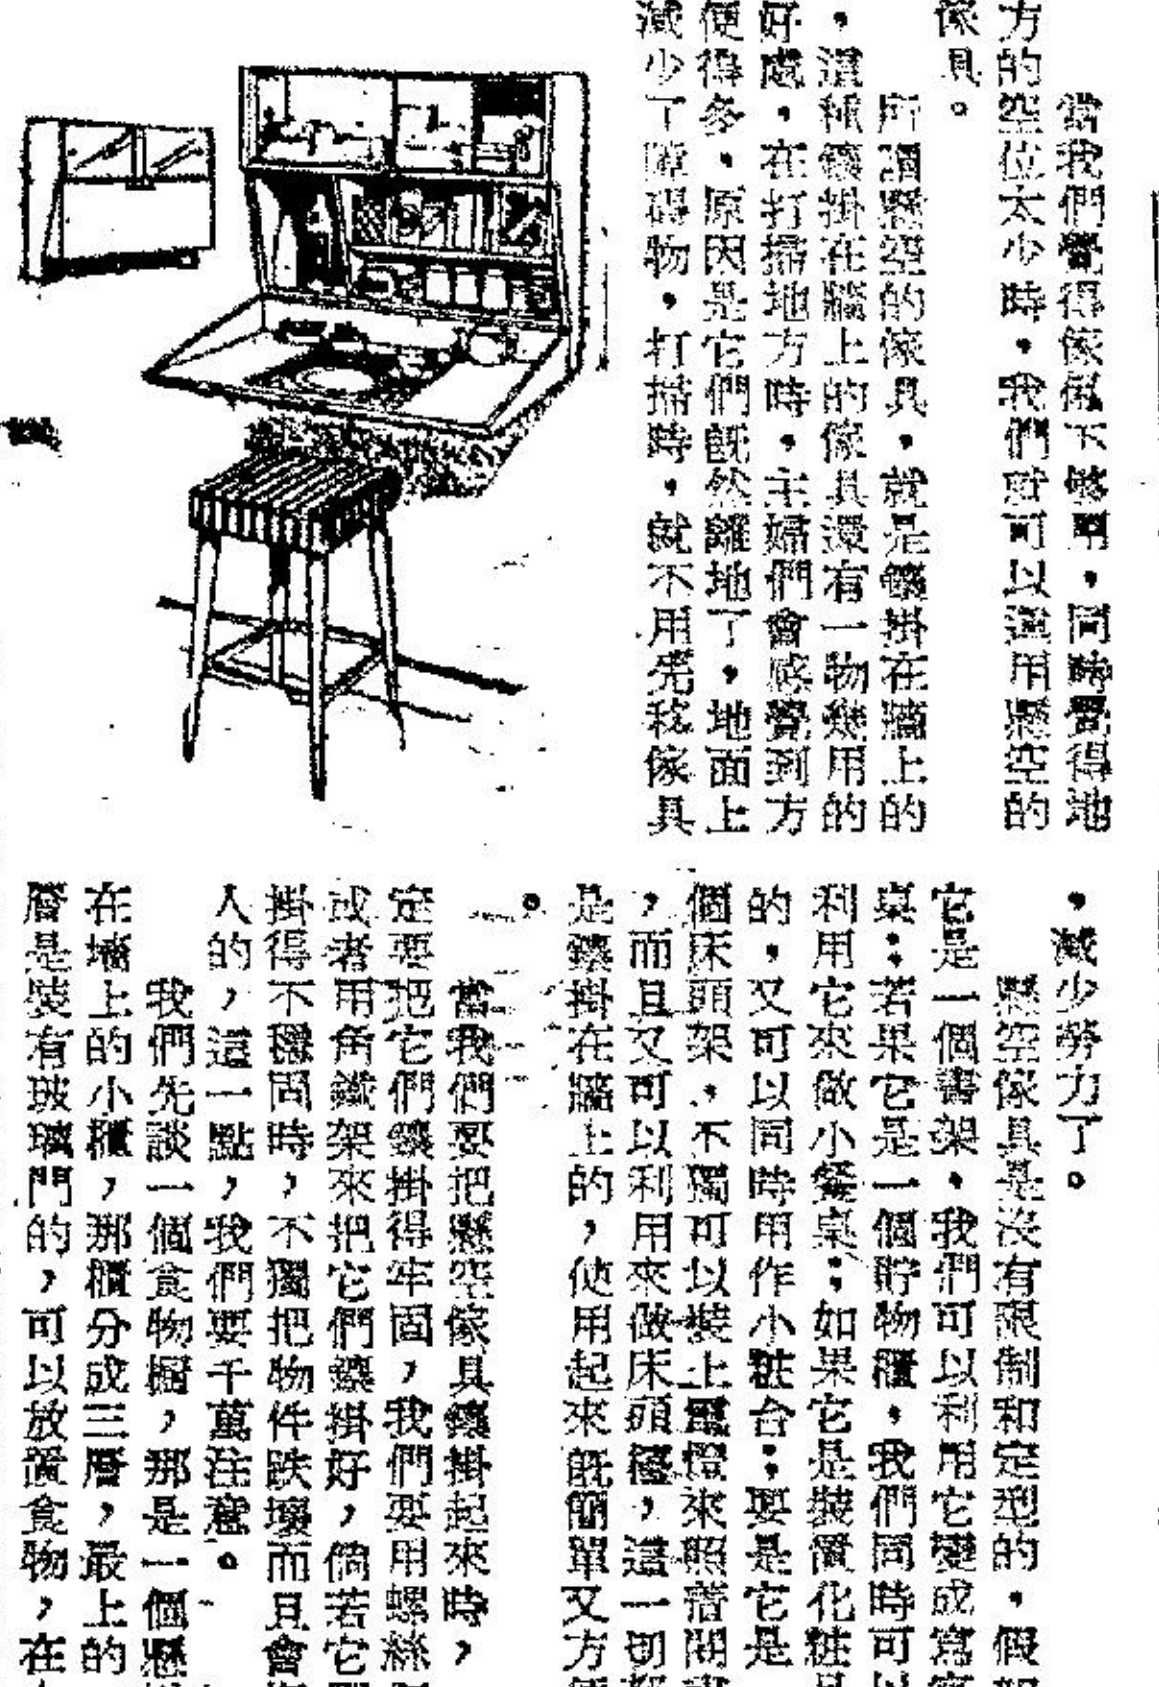 當我們覺得傢俬不夠用，同時覺得地
方的空位太少時，我們就可以運用懸空的
傢具。
所謂懸空的傢具，就是鑲掛在牆上的
，這種鑲掛在牆上的傢具還有一物幾用的
好處，在打掃地方時，主婦們會感覺到方
便得多，原因是它們旣然離地了，地面上
減少了障碍物，打掃時，就不用先移傢具
，減少勞力了。
懸空傢具是沒有限制和定型的，假
它是一個書架，我們可以利用它變成寫
桌；若果它是一個貯物櫃，我們同時可以
利用它來做小餐桌；如果它是裝置化粧
的，又可以同時用作小粧台；要是它是
個床頭架，不獨可以裝上電燈來照着閱
，而且又可以利用來做床頭櫃，這一切
是鑲掛在牆上的，使用起來旣簡單又方
。
當我們要把懸空傢具鑲掛起來時，
定要把它們鑲掛得牢固，我們要用螺絲
或者用角鐵架來把它們鑲掛好，倘若它
掛得不穩固時，不獨把物件跌壞而且會
人的，這一點，我們要千萬注意。
我們先談一個食物櫥，那是一個懸
在墻上的小櫃，那櫃分成三層，最上的
層是裝有玻璃門的，可以放置食物，在